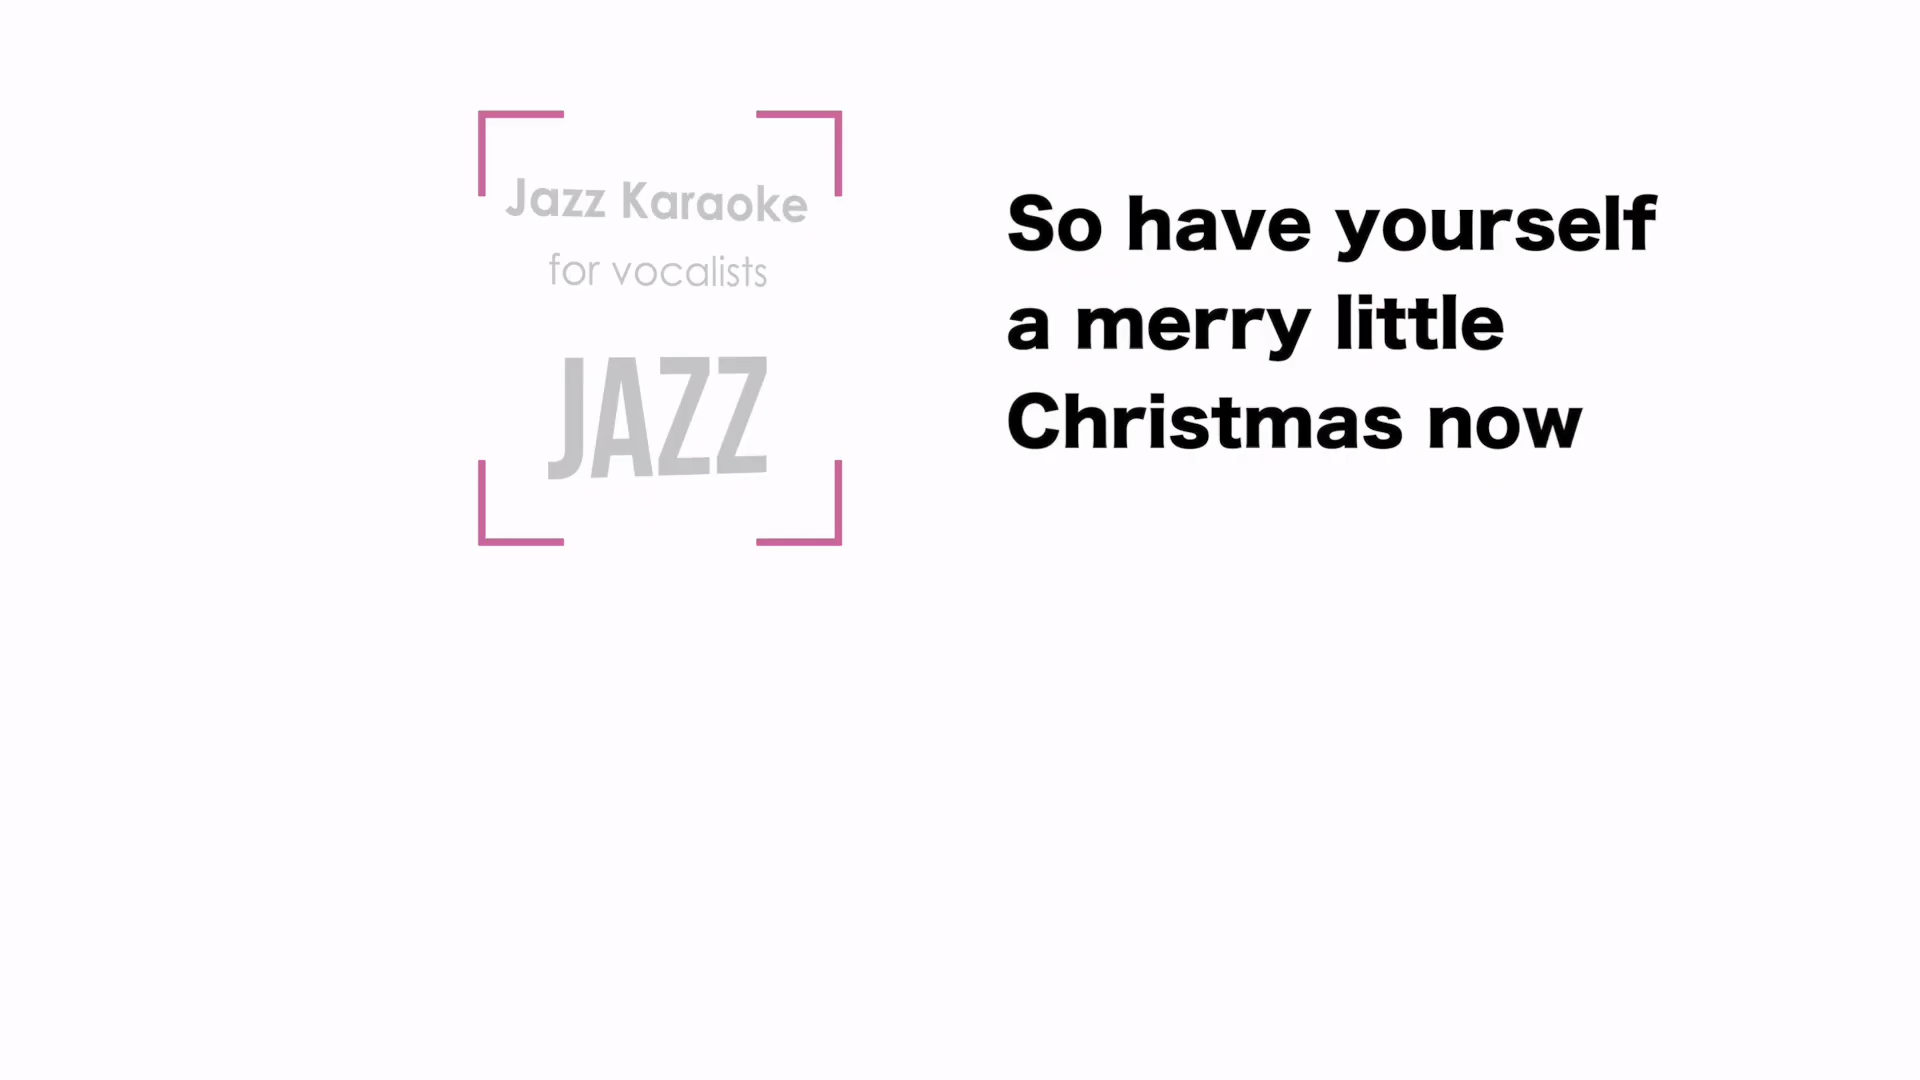 Jazz Karaoke
for vocalists
JAZZ
So have yourself
a merry little
Christmas now